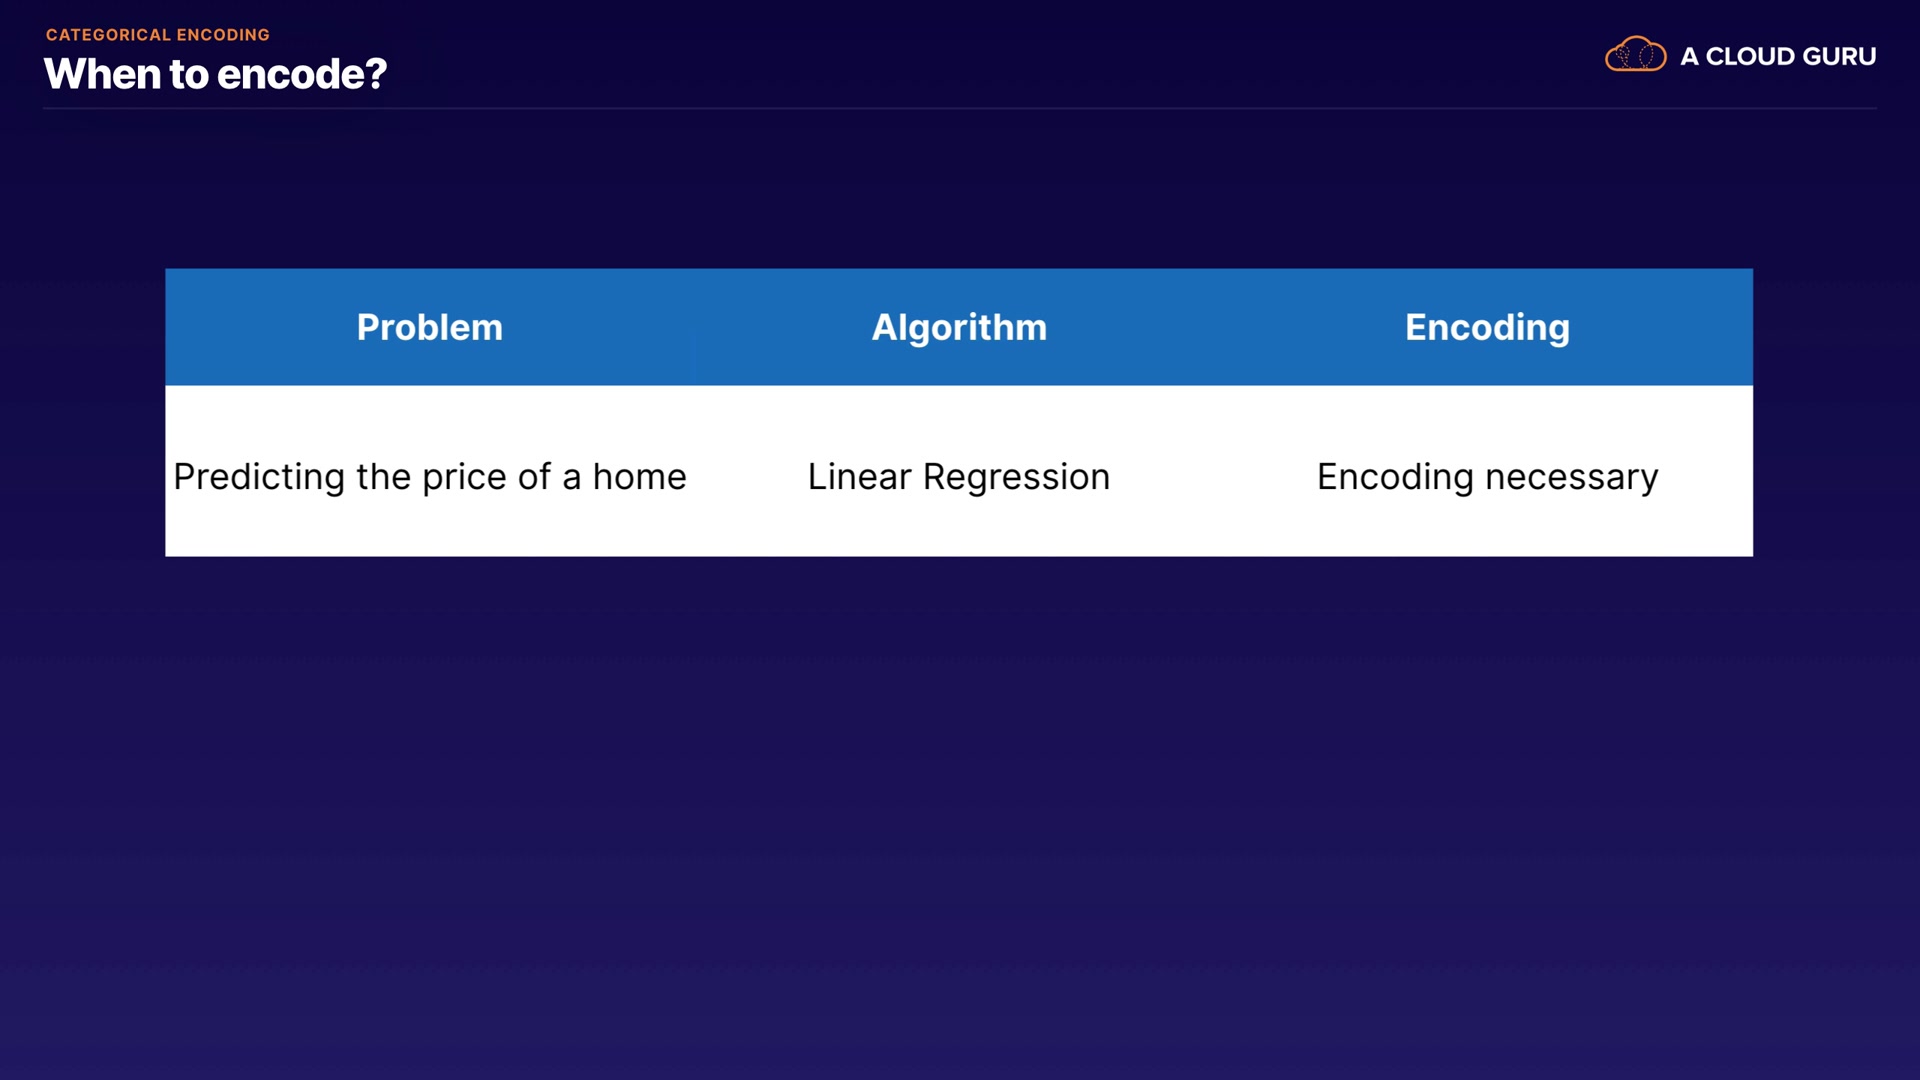 CATEGORICAL ENCODING
When to encode?
A CLOUD GURU
Problem Algorithm Encoding
Predicting the price of a home Linear Regression Encoding necessary